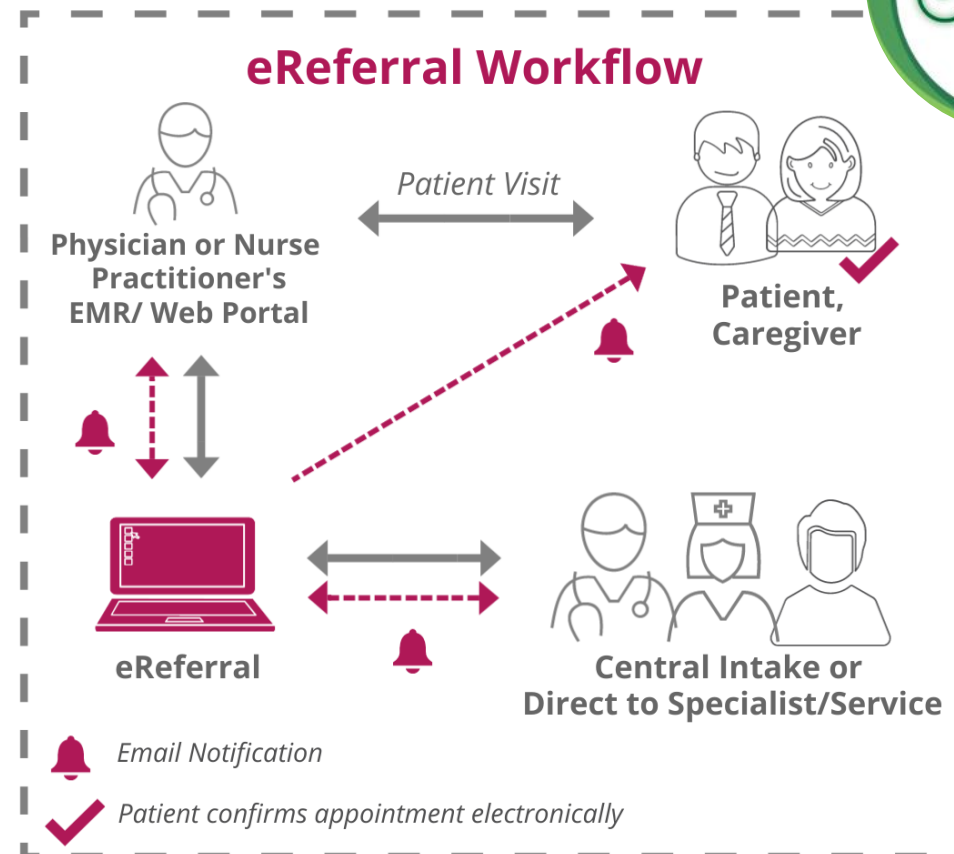 eReferral Workflow
Patient Visit
Physician or Nurse
Practitioner's
EMR/ Web Portal
Patient,
Caregiver
eReferral
Central Intake or
Direct to Specialist/Service
Email Notification
Patient confirms appointment electronically